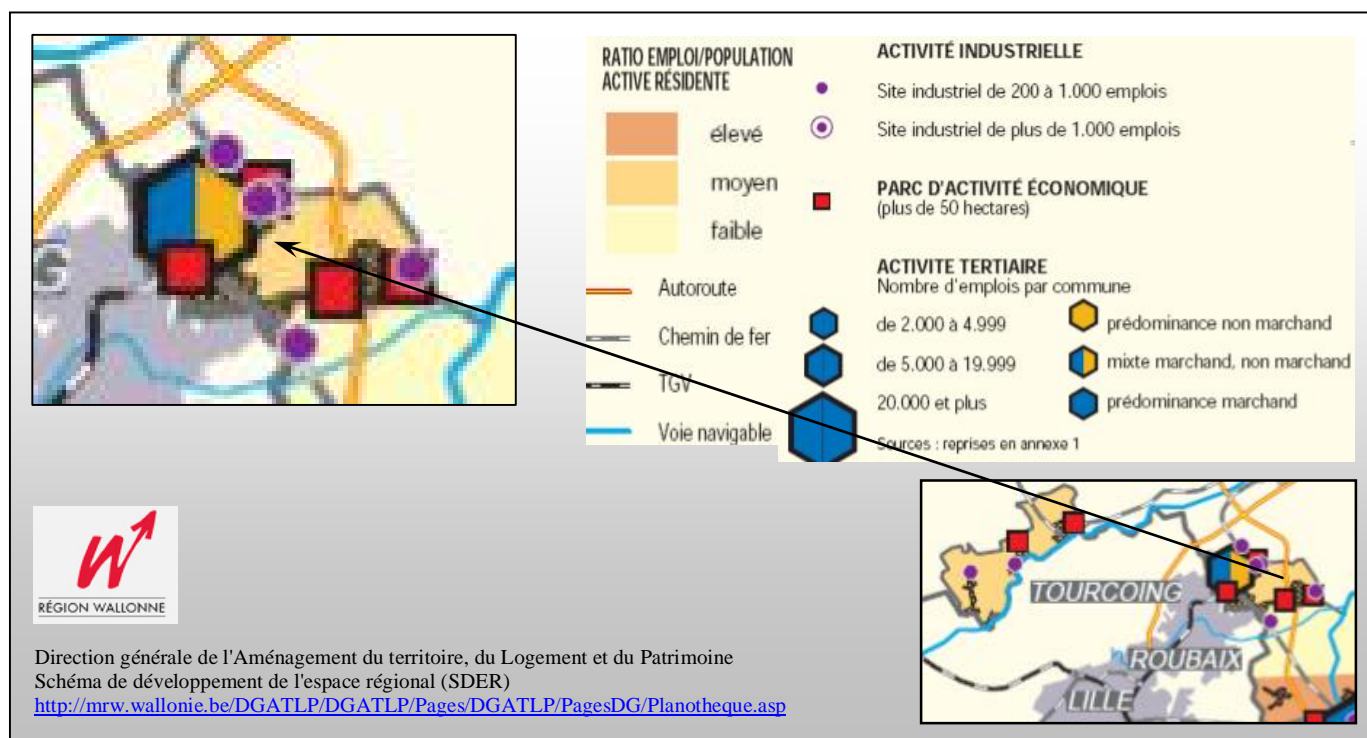 RATIO EMPLOI/POPULATION
ACTIVE RÉSIDENTE
élevé
moyen
faible
Autoroute
Chemin de fer
TGV
Voie navigable
ACTIVITÉ INDUSTRIELLE
Site industriel de 200 à 1.000 emplois
Site industriel de plus de 1.000 emplois
PARC D'ACTIVITÉ ÉCONOMIQUE
(plus de 50 hectares)
ACTIVITE TERTIAIRE
Nombre d'emplois par commune
de 2.000 à 4.999
prédominance non marchand
de 5.000 à 19.999
mixte marchand, non marchand
20.000 et plus
prédominance marchand
Sources : reprises en annexe 1
G
TOURCOING
ROUBAIX
LILLE
RÉGION WALLONNE
Direction générale de l'Aménagement du territoire, du Logement et du Patrimoine
Schéma de développement de l'espace régional (SDER)
http://mrw.wallonie.be/DGATLP/DGATLP/Pages/DGATLP/PagesDG/Planotheque.asp